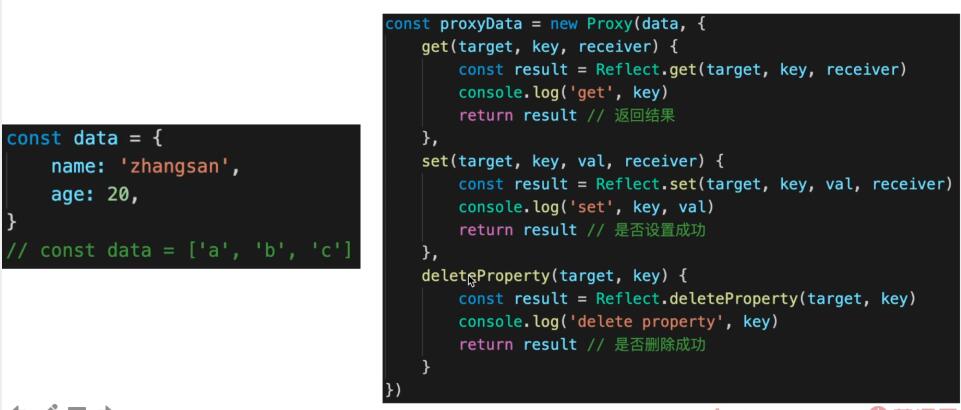 const data = {
    name: 'zhangsan',
    age: 20,
}
// const data = ['a', 'b', 'c']
const proxyData = new Proxy(data, {
    get(target, key, receiver) {
        const result = Reflect.get(target, key, receiver)
        console.log('get', key)
        return result // 返回结果
    },
    set(target, key, val, receiver) {
        const result = Reflect.set(target, key, val, receiver)
        console.log('set', key, val)
        return result // 是否设置成功
    },
    deleteProperty(target, key) {
        const result = Reflect.deleteProperty(target, key)
        console.log('delete property', key)
        return result // 是否删除成功
    }
})